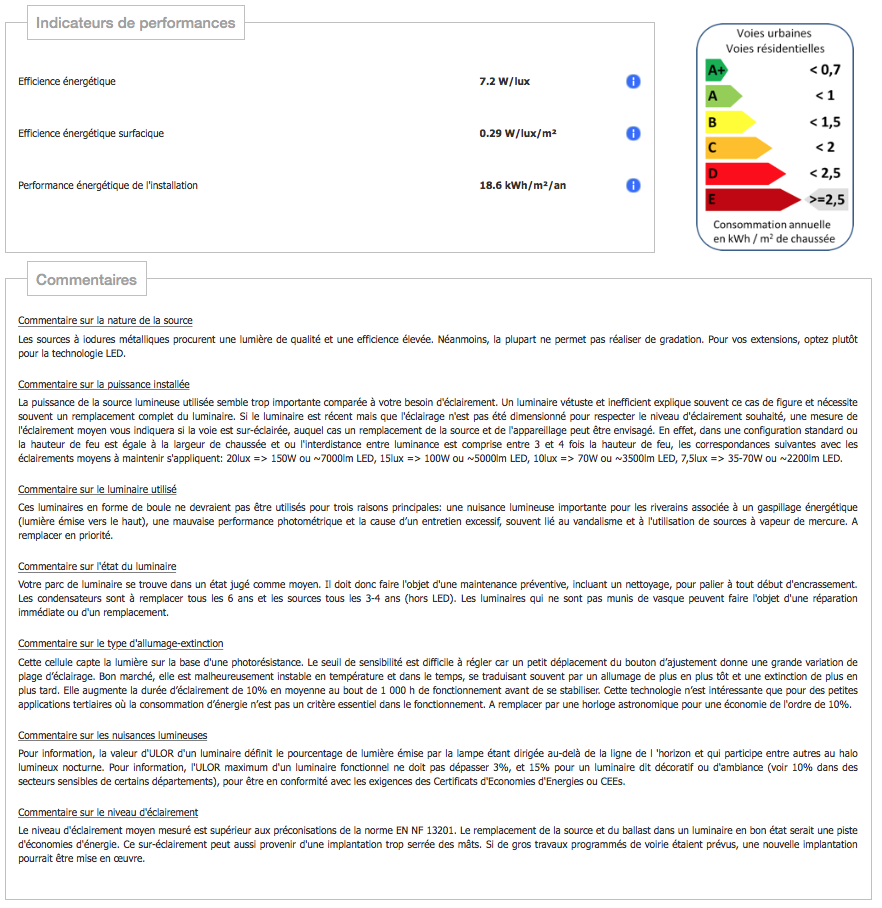 Indicateurs de performances
Efficience énergétique
7.2 W/lux
Efficience énergétique surfacique
0.29 W/lux/m²
Performance énergétique de l'installation
18.6 kWh/m²/an
Voies urbaines
Voies résidentielles
A+ < 0,7
A < 1
B < 1,5
C < 2
D < 2,5
E >=2,5
Consommation annuelle
en kWh / m² de chaussée
Commentaires
Commentaire sur la nature de la source
Les sources à iodures métalliques procurent une lumière de qualité et une efficience élevée. Néanmoins, la plupart ne permet pas réaliser de gradation. Pour vos extensions, optez plutôt
pour la technologie LED.
Commentaire sur la puissance installée
La puissance de la source lumineuse utilisée semble trop importante comparée à votre besoin d'éclairement. Un luminaire vétuste et inefficient explique souvent ce cas de figure et nécessite
souvent un remplacement complet du luminaire. Si le luminaire est récent mais que l'éclairage n'est pas été dimensionné pour respecter le niveau d'éclairement souhaité, une mesure de
l'éclairement moyen vous indiquera si la voie est sur-éclairée, auquel cas un remplacement de la source et de l'appareillage peut être envisagé. En effet, dans une configuration standard ou
la hauteur de feu est égale à la largeur de chaussée et ou l'interdistance entre luminance est comprise entre 3 et 4 fois la hauteur de feu, les correspondances suivantes avec les
éclairements moyens à maintenir s'appliquent: 20lux => 150W ou ~7000lm LED, 15lux => 100W ou ~5000lm LED, 10lux => 70W ou ~3500lm LED, 7,5lux => 35-70W ou ~2200lm LED.
Commentaire sur le luminaire utilisé
Ces luminaires en forme de boule ne devraient pas être utilisés pour trois raisons principales: une nuisance lumineuse importante pour les riverains associée à un gaspillage énergétique
(lumière émise vers le haut), une mauvaise performance photométrique et la cause d'un entretien excessif, souvent lié au vandalisme et à l'utilisation de sources à vapeur de mercure. A
remplacer en priorité.
Commentaire sur l'état du luminaire
Votre parc de luminaire se trouve dans un état jugé comme moyen. Il doit donc faire l'objet d'une maintenance préventive, incluant un nettoyage, pour palier à tout début d'encrassement.
Les condensateurs sont à remplacer tous les 6 ans et les sources tous les 3-4 ans (hors LED). Les luminaires qui ne sont pas munis de vasque peuvent faire l'objet d'une réparation
immédiate ou d'un remplacement.
Commentaire sur le type d'allumage-extinction
Cette cellule capte la lumière sur la base d'une photorésistance. Le seuil de sensibilité est difficile à régler car un petit déplacement du bouton d'ajustement donne une grande variation de
plage d'éclairage. Bon marché, elle est malheureusement instable en température et dans le temps, se traduisant souvent par un allumage de plus en plus tôt et une extinction de plus en
plus tard. Elle augmente la durée d'éclairement de 10% en moyenne au bout de 1 000 h de fonctionnement avant de se stabiliser. Cette technologie n'est intéressante que pour des petites
applications tertiaires où la consommation d'énergie n'est pas un critère essentiel dans le fonctionnement. A remplacer par une horloge astronomique pour une économie de l'ordre de 10%.
Commentaire sur les nuisances lumineuses
Pour information, la valeur d'ULOR d'un luminaire définit le pourcentage de lumière émise par la lampe étant dirigée au-delà de la ligne de l 'horizon et qui participe entre autres au halo
lumineux nocturne. Pour information, l'ULOR maximum d'un luminaire fonctionnel ne doit pas dépasser 3%, et 15% pour un luminaire dit décoratif ou d'ambiance (voir 10% dans des
secteurs sensibles de certains départements), pour être en conformité avec les exigences des Certificats d'Economies d'Energies ou CEEs.
Commentaire sur le niveau d'éclairement
Le niveau d'éclairement moyen mesuré est supérieur aux préconisations de la norme EN NF 13201. Le remplacement de la source et du ballast dans un luminaire en bon état serait une piste
d'économies d'énergie. Ce sur-éclairement peut aussi provenir d'une implantation trop serrée des mâts. Si de gros travaux programmés de voirie étaient prévus, une nouvelle implantation
pourrait être mise en œuvre.